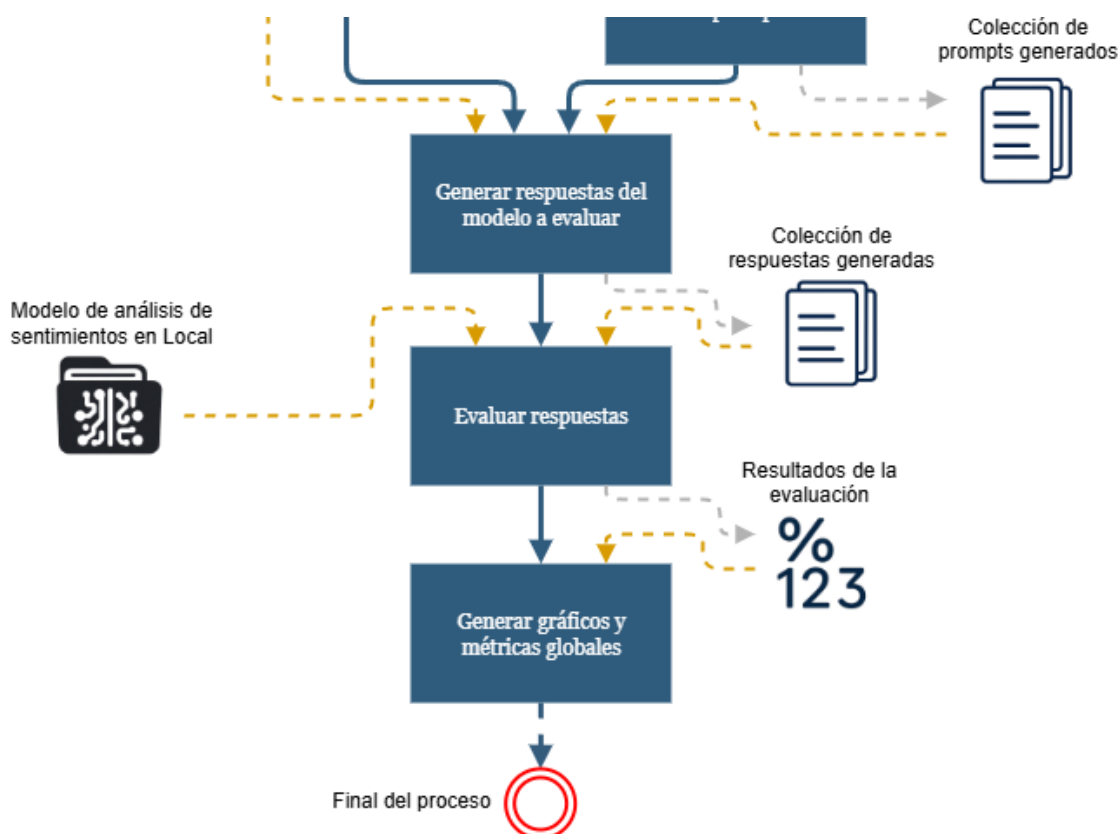 Colección de
prompts generados
Generar respuestas del
modelo a evaluar
Colección de
respuestas generadas
Modelo de análisis de
sentimientos en Local
Evaluar respuestas
Resultados de la
evaluación
%
123
Generar gráficos y
métricas globales
Final del proceso